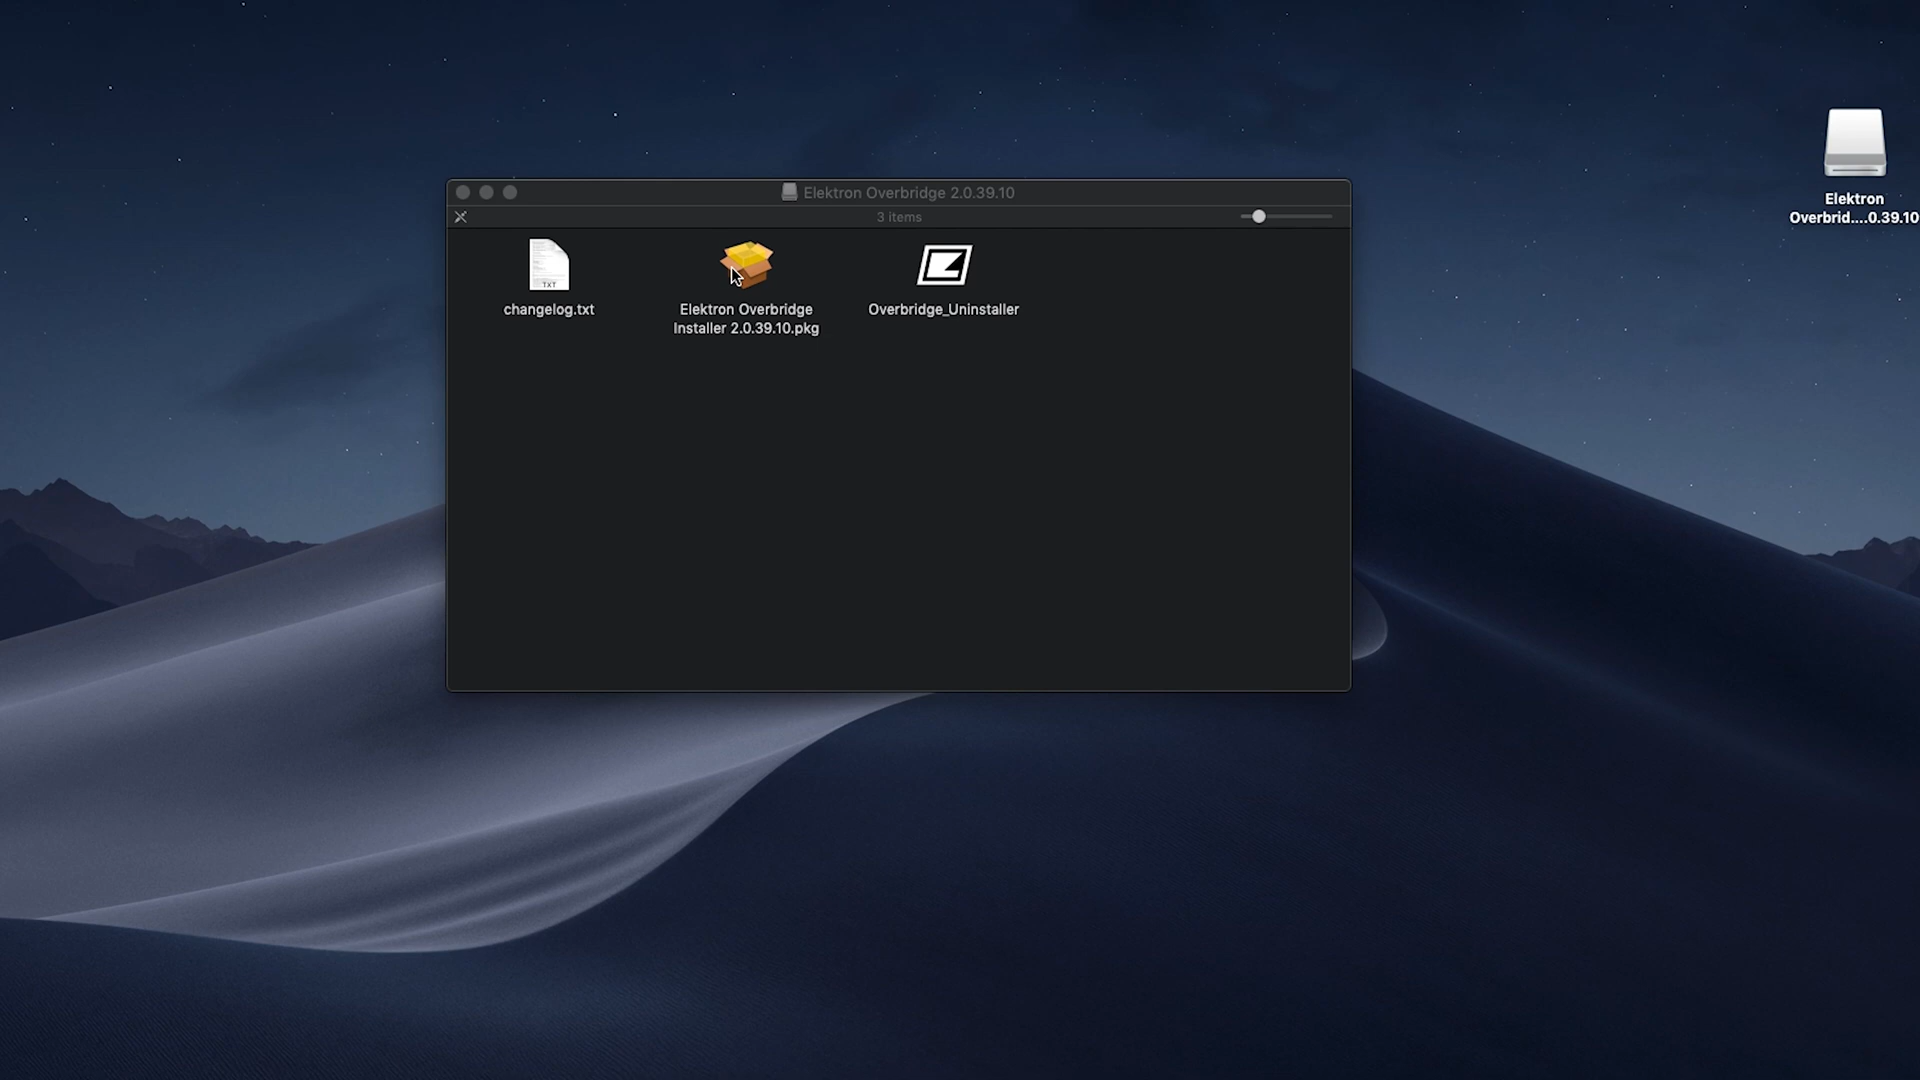 Elektron Overbridge 2.0.39.10
3 items
TXT
changelog.txt
Elektron Overbridge
Installer 2.0.39.10.pkg
Overbridge_Uninstaller
Elektron
Overbrid....0.39.10